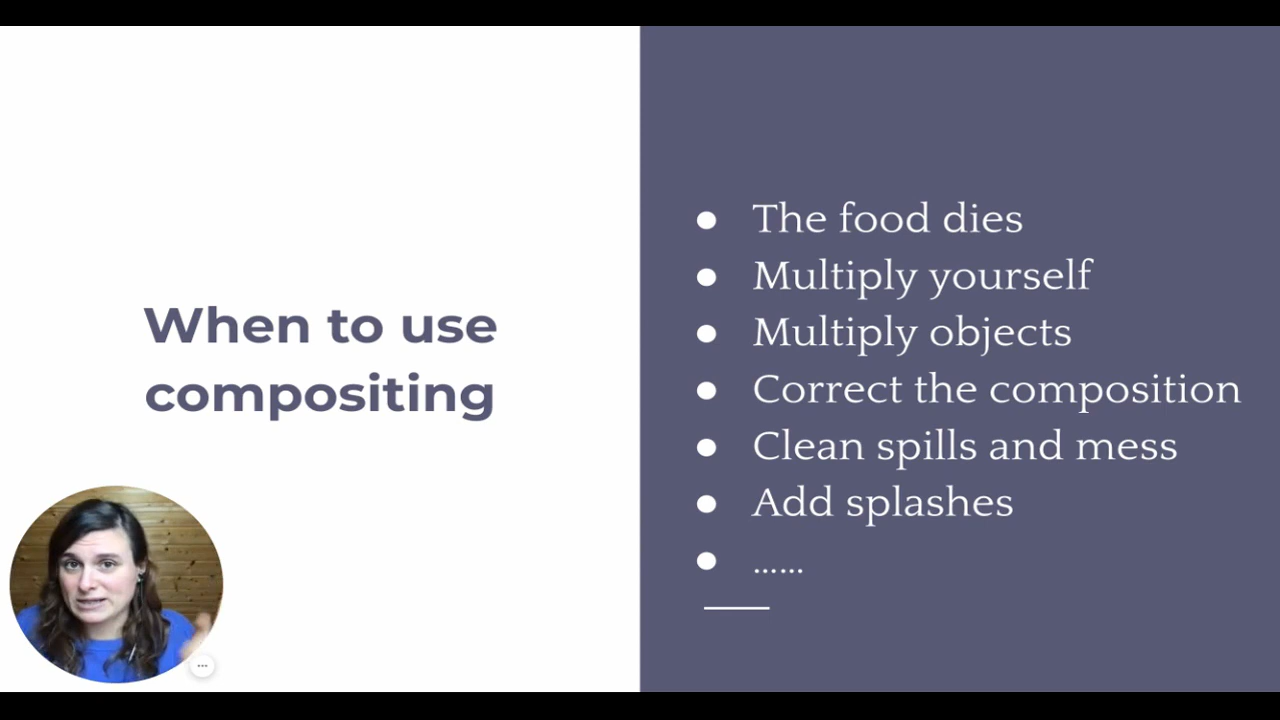 When to use
compositing
● The food dies
● Multiply yourself
● Multiply objects
● Correct the composition
● Clean spills and mess
● Add splashes
● ......